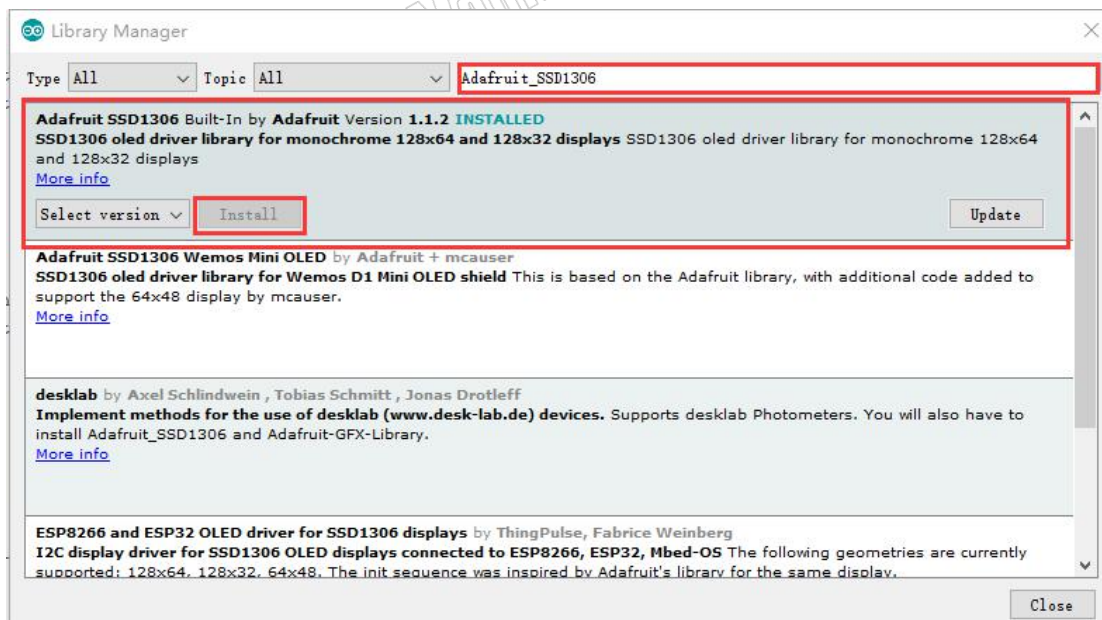 Library Manager
Type All Topic All Adafruit_SSD1306
Adafruit SSD1306 Built-In by Adafruit Version 1.1.2 INSTALLED
SSD1306 oled driver library for monochrome 128x64 and 128x32 displays SSD1306 oled driver library for monochrome 128x64
and 128x32 displays
More info
Select version Install Update
Adafruit SSD1306 Wemos Mini OLED by Adafruit + mcauser
SSD1306 oled driver library for Wemos D1 Mini OLED shield This is based on the Adafruit library, with additional code added to
support the 64x48 display by mcauser.
More info
desklab by Axel Schlindwein , Tobias Schmitt , Jonas Drotleff
Implement methods for the use of desklab (www.desk-lab.de) devices. Supports desklab Photometers. You will also have to
install Adafruit_SSD1306 and Adafruit-GFX-Library.
More info
ESP8266 and ESP32 OLED driver for SSD1306 displays by ThingPulse, Fabrice Weinberg
I2C display driver for SSD1306 OLED displays connected to ESP8266, ESP32, Mbed-OS The following geometries are currently
supported: 128x64, 128x32, 64x48. The init sequence was inspired by Adafruit's library for the same display.
Close